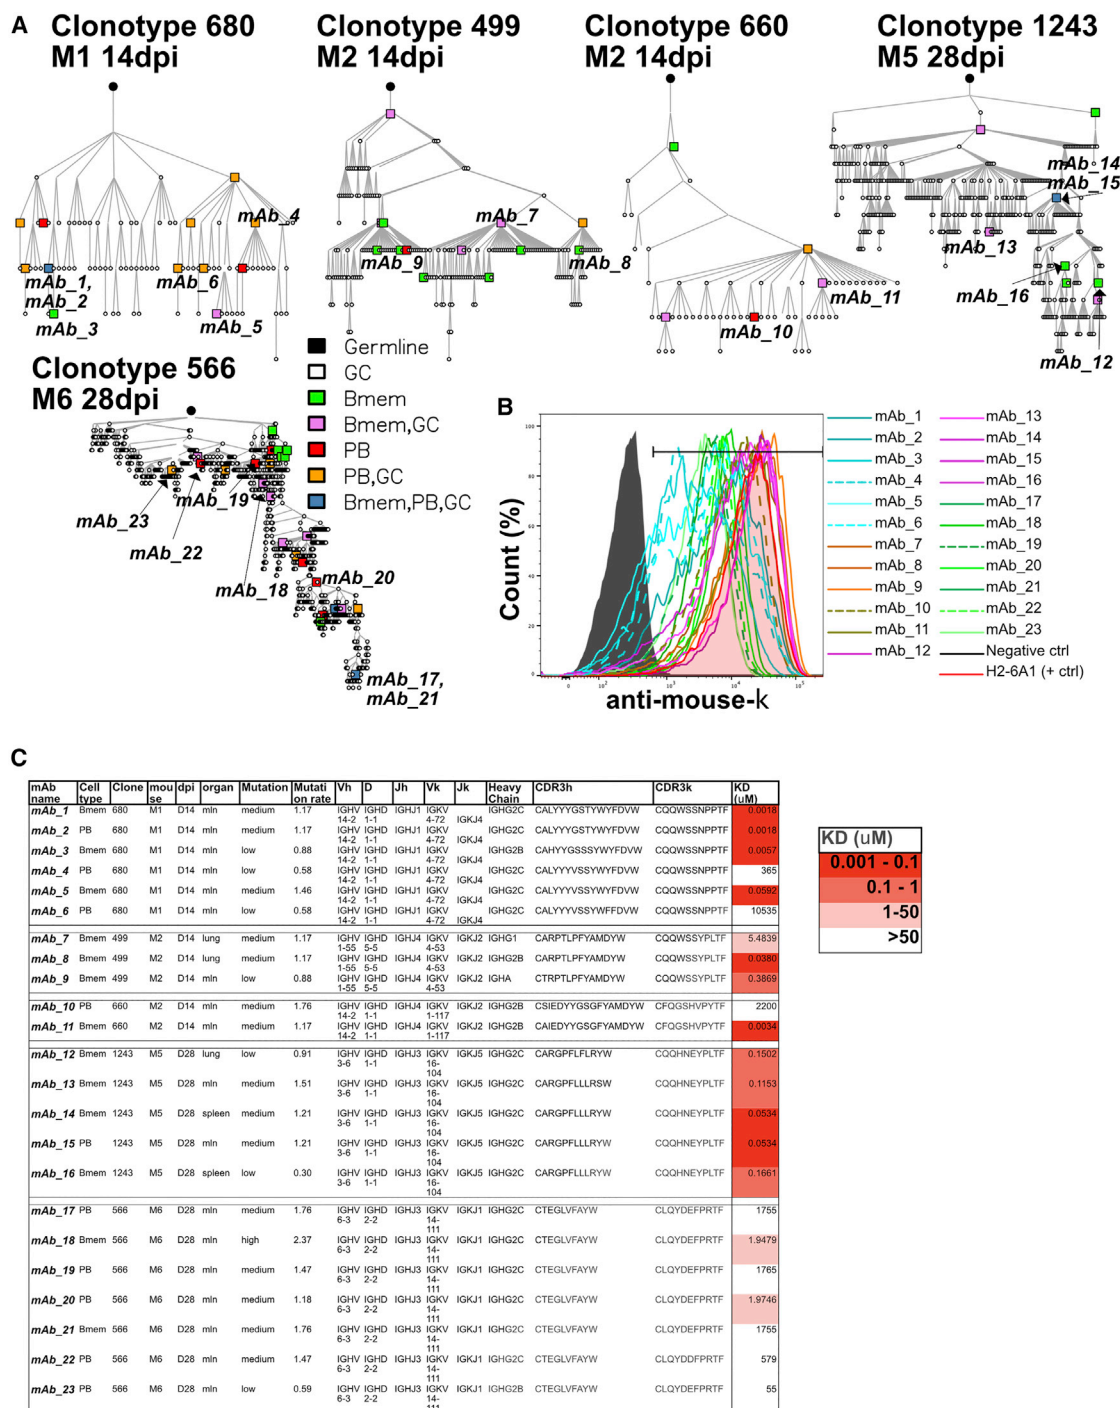 A
Clonotype 680
M1 14dpi
Clonotype 499
M2 14dpi
Clonotype 660
M2 14dpi
Clonotype 1243
M5 28dpi
mAb_4
mAb_1,
mAb_2
mAb_3
mAb_6
mAb_5
mAb_7
mAb_9
mAb_8
mAb_11
mAb_10
mAb_14
mAb_15
mAb_13
mAb_16
mAb_12
Clonotype 566
M6 28dpi
Germline
GC
Bmem
Bmem,GC
PB
PB,GC
Bmem,PB,GC
mAb_23
mAb_19
mAb_22
mAb_18
mAb_20
mAb_17,
mAb_21
B
Count (%)
100
80
60
40
20
0
0 10³ 10⁴ 10⁵
anti-mouse-k
mAb_1
mAb_2
mAb_3
mAb_4
mAb_5
mAb_6
mAb_7
mAb_8
mAb_9
mAb_10
mAb_11
mAb_12
mAb_13
mAb_14
mAb_15
mAb_16
mAb_17
mAb_18
mAb_19
mAb_20
mAb_21
mAb_22
mAb_23
Negative ctrl
H2-6A1 (+ ctrl)
C
mAb name Cell type Clone mou se dpi organ Mutation Mutati on rate Vh D Jh Vk Jk Heavy Chain CDR3h CDR3k KD (uM)
mAb_1 Bmem 680 M1 D14 mln medium 1.17 IGHV 14-2 IGHD 1-1 IGHJ1 IGKV 4-72 IGKJ4 IGHG2C CALYYYGSTYWYFDVW CQQWSSNPPTF 0.0018
mAb_2 PB 680 M1 D14 mln medium 1.17 IGHV 14-2 IGHD 1-1 IGHJ1 IGKV 4-72 IGKJ4 IGHG2C CALYYYGSTYWYFDVW CQQWSSNPPTF 0.0018
mAb_3 Bmem 680 M1 D14 mln low 0.88 IGHV 14-2 IGHD 1-1 IGHJ1 IGKV 4-72 IGKJ4 IGHG2B CAHYYGSSSYWYFDVW CQQWSSNPPTF 0.0057
mAb_4 PB 680 M1 D14 mln low 0.58 IGHV 14-2 IGHD 1-1 IGHJ1 IGKV 4-72 IGKJ4 IGHG2C CALYYYVSSYWYFDVW CQQWSSNPPTF 365
mAb_5 Bmem 680 M1 D14 mln medium 1.46 IGHV 14-2 IGHD 1-1 IGHJ1 IGKV 4-72 IGKJ4 IGHG2C CALYYYVSSYWYFDVW CQQWSSNPPTF 0.0592
mAb_6 PB 680 M1 D14 mln low 0.58 IGHV 14-2 IGHD 1-1 IGHJ1 IGKV 4-72 IGKJ4 IGHG2C CALYYYVSSYWFFDVW CQQWSSNPPTF 10535
mAb_7 Bmem 499 M2 D14 lung medium 1.17 IGHV 1-55 IGHD 5-5 IGHJ4 IGKV 4-53 IGKJ2 IGHG1 CARPTLPFYAMDYW CQQWSSYPLTF 5.4839
mAb_8 Bmem 499 M2 D14 lung medium 1.17 IGHV 1-55 IGHD 5-5 IGHJ4 IGKV 4-53 IGKJ2 IGHG2B CARPTLPFYAMDYW CQQWSSYPLTF 0.0380
mAb_9 Bmem 499 M2 D14 mln low 0.88 IGHV 1-55 IGHD 5-5 IGHJ4 IGKV 4-53 IGKJ2 IGHA CTRPTLPFYAMDYW CQQWSSYPLTF 0.3869
mAb_10 PB 660 M2 D14 mln medium 1.76 IGHV 14-2 IGHD 1-1 IGHJ4 IGKV 1-117 IGKJ2 IGHG2B CSIEDYYGSGFYAMDYW CFQGSHVPYTF 2200
mAb_11 Bmem 660 M2 D14 mln medium 1.17 IGHV 14-2 IGHD 1-1 IGHJ4 IGKV 1-117 IGKJ2 IGHG2B CAIEDYYGSGFYAMDYW CFQGSHVPYTF 0.0034
mAb_12 Bmem 1243 M5 D28 lung low 0.91 IGHV 3-6 IGHD 1-1 IGHJ3 IGKV 16-104 IGKJ5 IGHG2C CARGPFLFLRYW CQQHNEYPLTF 0.1502
mAb_13 Bmem 1243 M5 D28 mln medium 1.51 IGHV 3-6 IGHD 1-1 IGHJ3 IGKV 16-104 IGKJ5 IGHG2C CARGPFLLLRSW CQQHNEYPLTF 0.1153
mAb_14 Bmem 1243 M5 D28 spleen medium 1.21 IGHV 3-6 IGHD 1-1 IGHJ3 IGKV 16-104 IGKJ5 IGHG2C CARGPFLLLRYW CQQHNEYPLTF 0.0534
mAb_15 PB 1243 M5 D28 mln medium 1.21 IGHV 3-6 IGHD 1-1 IGHJ3 IGKV 16-104 IGKJ5 IGHG2C CARGPFLLLRYW CQQHNEYPLTF 0.0534
mAb_16 Bmem 1243 M5 D28 spleen low 0.30 IGHV 3-6 IGHD 1-1 IGHJ3 IGKV 16-104 IGKJ5 IGHG2C CARGPFLLLRYW CQQHNEYPLTF 0.1661
mAb_17 PB 566 M6 D28 mln medium 1.76 IGHV 6-3 IGHD 2-2 IGHJ3 IGKV 14-111 IGKJ1 IGHG2C CTEGLVFAYW CLQYDEFPRTF 1755
mAb_18 Bmem 566 M6 D28 mln high 2.37 IGHV 6-3 IGHD 2-2 IGHJ3 IGKV 14-111 IGKJ1 IGHG2C CTEGLVFAYW CLQYDEFPRTF 1.9479
mAb_19 PB 566 M6 D28 mln medium 1.47 IGHV 6-3 IGHD 2-2 IGHJ3 IGKV 14-111 IGKJ1 IGHG2C CTEGLVFAYW CLQYDEFPRTF 1765
mAb_20 PB 566 M6 D28 mln medium 1.18 IGHV 6-3 IGHD 2-2 IGHJ3 IGKV 14-111 IGKJ1 IGHG2C CTEGLVFAYW CLQYDEFPRTF 1.9746
mAb_21 Bmem 566 M6 D28 mln medium 1.76 IGHV 6-3 IGHD 2-2 IGHJ3 IGKV 14-111 IGKJ1 IGHG2C CTEGLVFAYW CLQYDEFPRTF 1755
mAb_22 PB 566 M6 D28 mln medium 1.47 IGHV 6-3 IGHD 2-2 IGHJ3 IGKV 14-111 IGKJ1 IGHG2C CTEGLVFAYW CLQYDDFPRTF 579
mAb_23 PB 566 M6 D28 mln low 0.59 IGHV 6-3 IGHD 2-2 IGHJ3 IGKV 14-111 IGKJ1 IGHG2B CTEGLVFAYW CLQYDEFPRTF 55
KD (uM)
0.001 - 0.1
0.1 - 1
1-50
>50